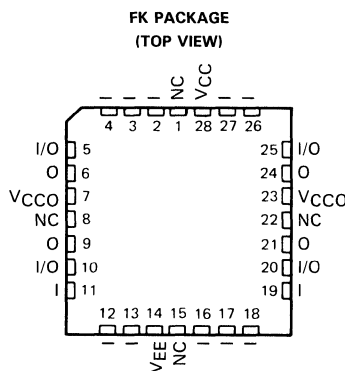 FK PACKAGE
(TOP VIEW)
I I I NC VCC I I
4 3 2 1 28 27 26
I/O 5 25 I/O
O 6 24 O
VCCO 7 23 VCCO
NC 8 22 NC
O 9 21 O
I/O 10 20 I/O
I 11 19 I
12 13 14 15 16 17 18
I I VEE NC I I I